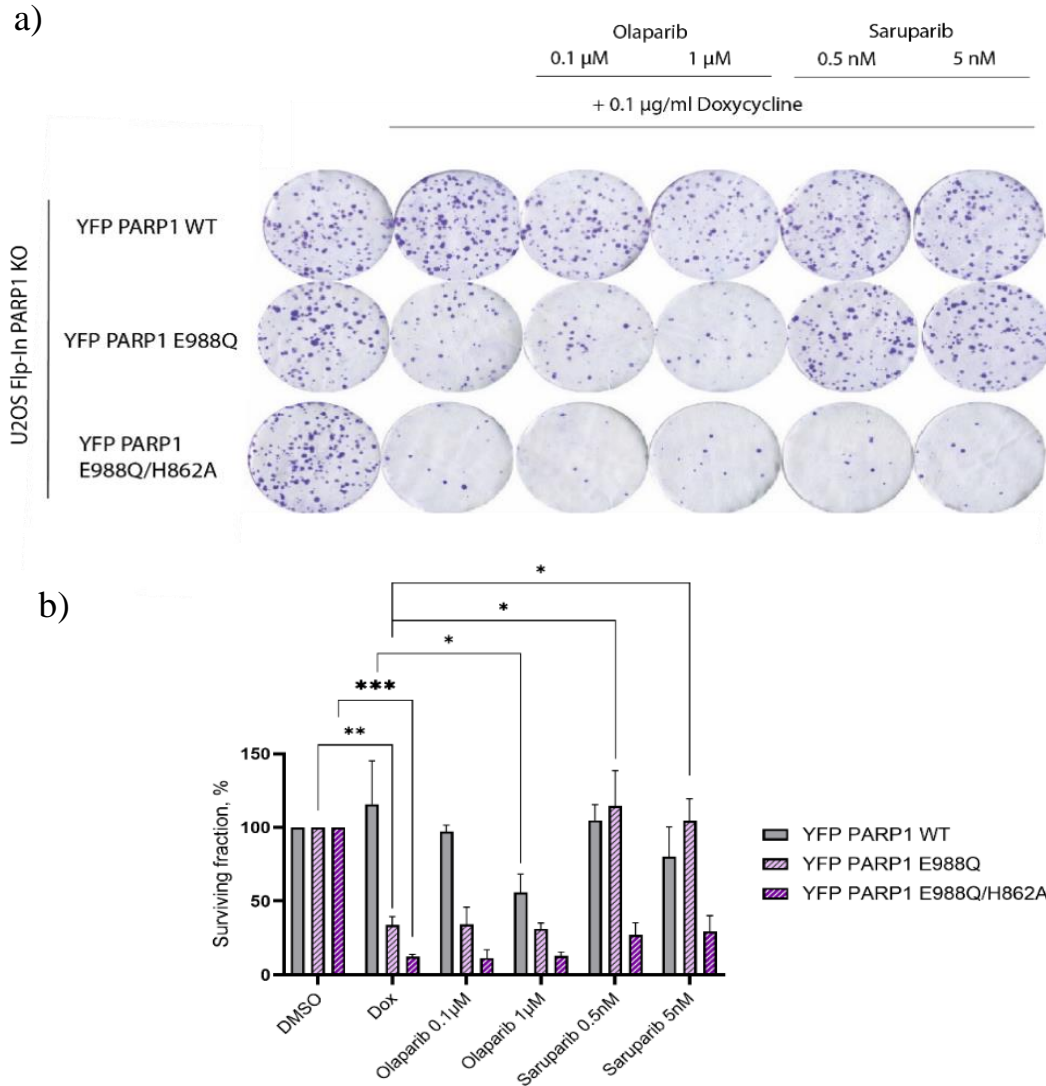 a)
Olaparib
Saruparib
0.1 µM
1 µM
0.5 nM
5 nM
+ 0.1 µg/ml Doxycycline
U2OS Flp-In PARP1 KO
YFP PARP1 WT
YFP PARP1 E988Q
YFP PARP1
E988Q/H862A
b)
*
*
*
***
**
Surviving fraction, %
150
100
50
0
DMSO
Dox
Olaparib 0.1µM
Olaparib 1µM
Saruparib 0.5nM
Saruparib 5nM
YFP PARP1 WT
YFP PARP1 E988Q
YFP PARP1 E988Q/H862A